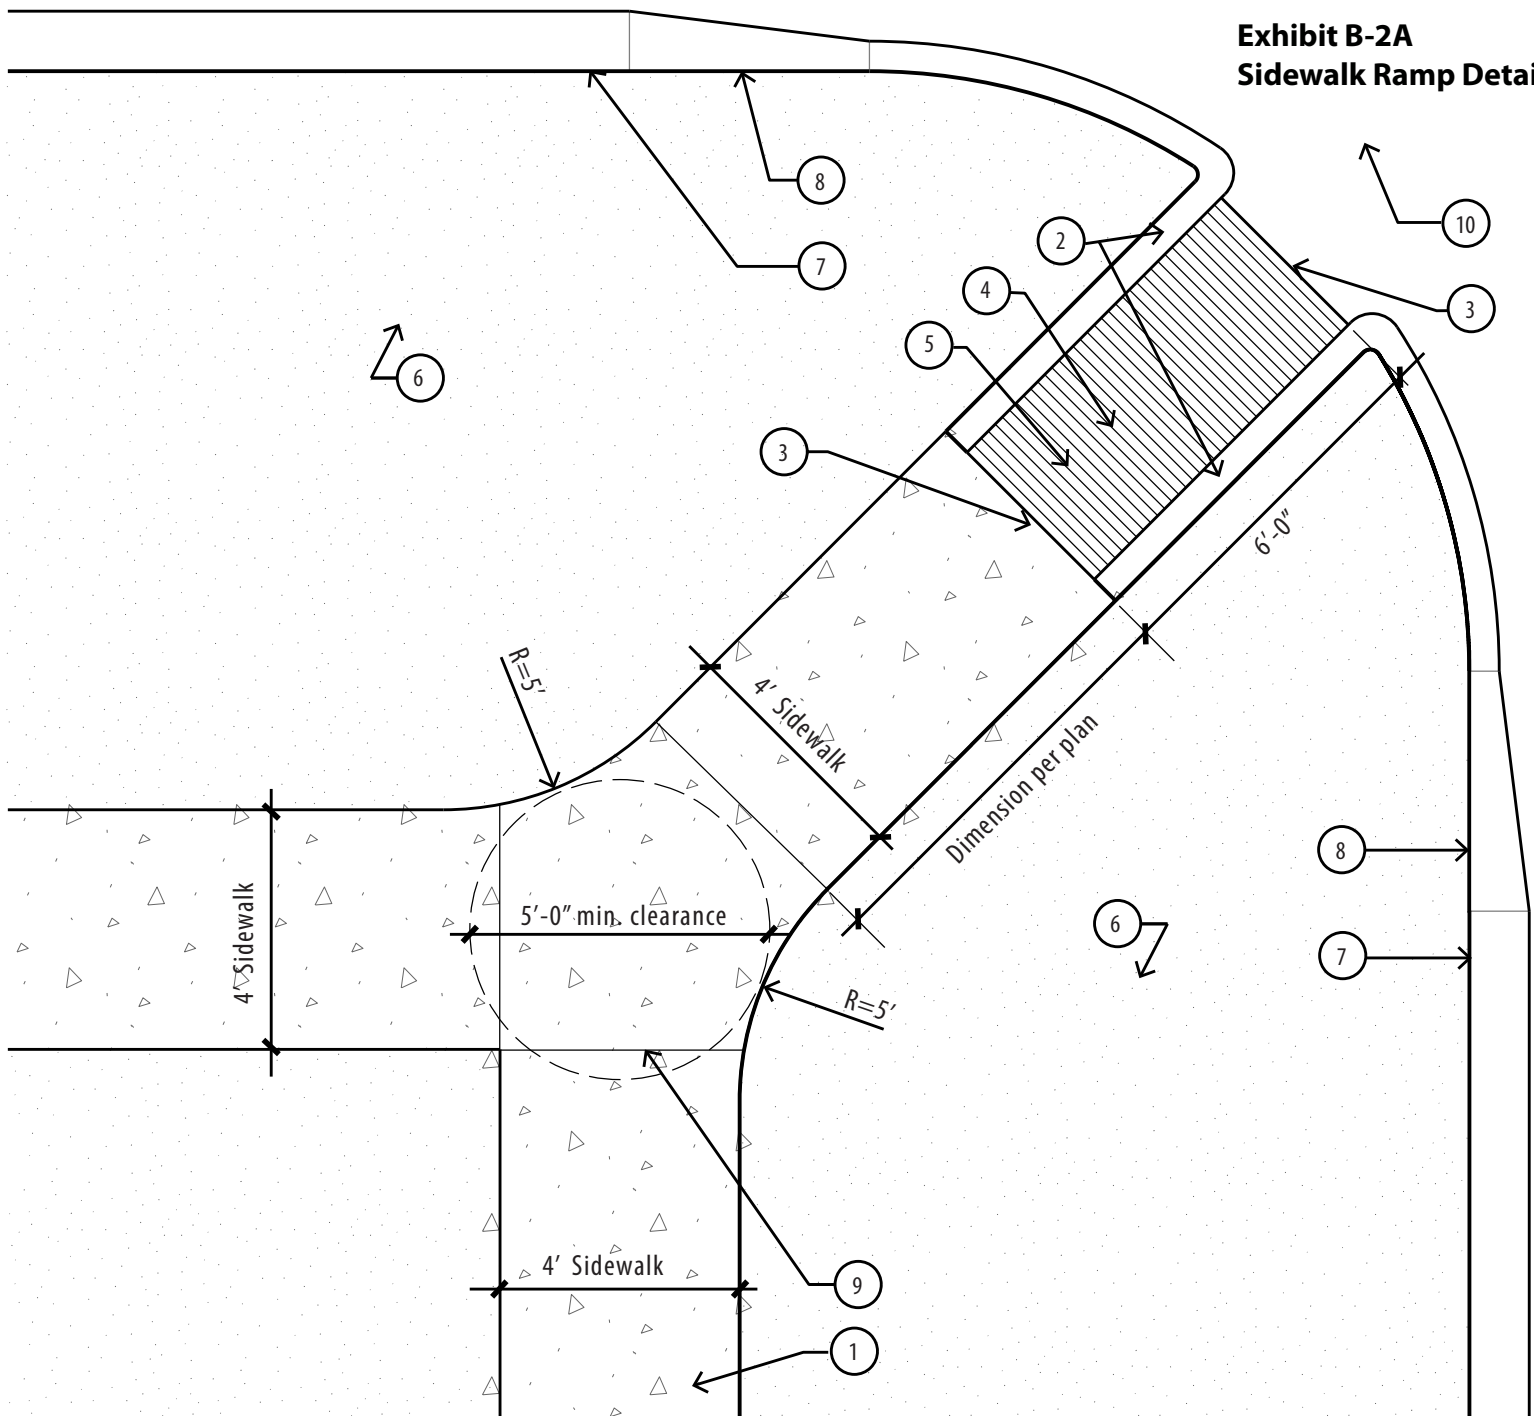 Exhibit B-2A
Sidewalk Ramp Detai
8
10
2
7
4
3
5
6
3
6'-0"
R=5'
4' Sidewalk
Dimension per plan
8
4' Sidewalk
5'-0" min. clearance
6
7
R=5'
4' Sidewalk
9
1